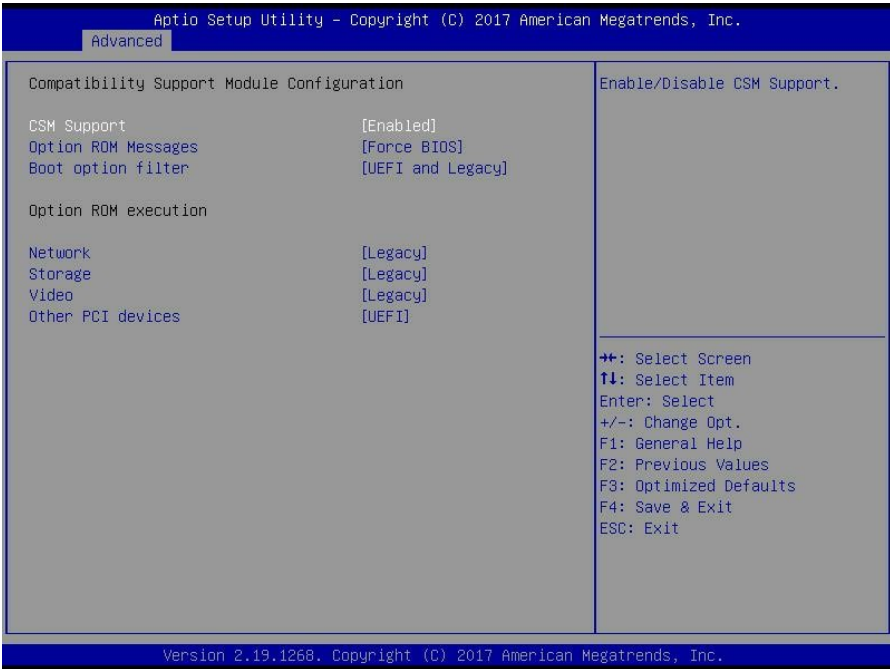 Aptio Setup Utility – Copyright (C) 2017 American Megatrends, Inc.
Advanced
Compatibility Support Module Configuration
CSM Support [Enabled]
Option ROM Messages [Force BIOS]
Boot option filter [UEFI and Legacy]
Option ROM execution
Network [Legacy]
Storage [Legacy]
Video [Legacy]
Other PCI devices [UEFI]
Enable/Disable CSM Support.
→←: Select Screen
↑↓: Select Item
Enter: Select
+/-: Change Opt.
F1: General Help
F2: Previous Values
F3: Optimized Defaults
F4: Save & Exit
ESC: Exit
Version 2.19.1268. Copyright (C) 2017 American Megatrends, Inc.